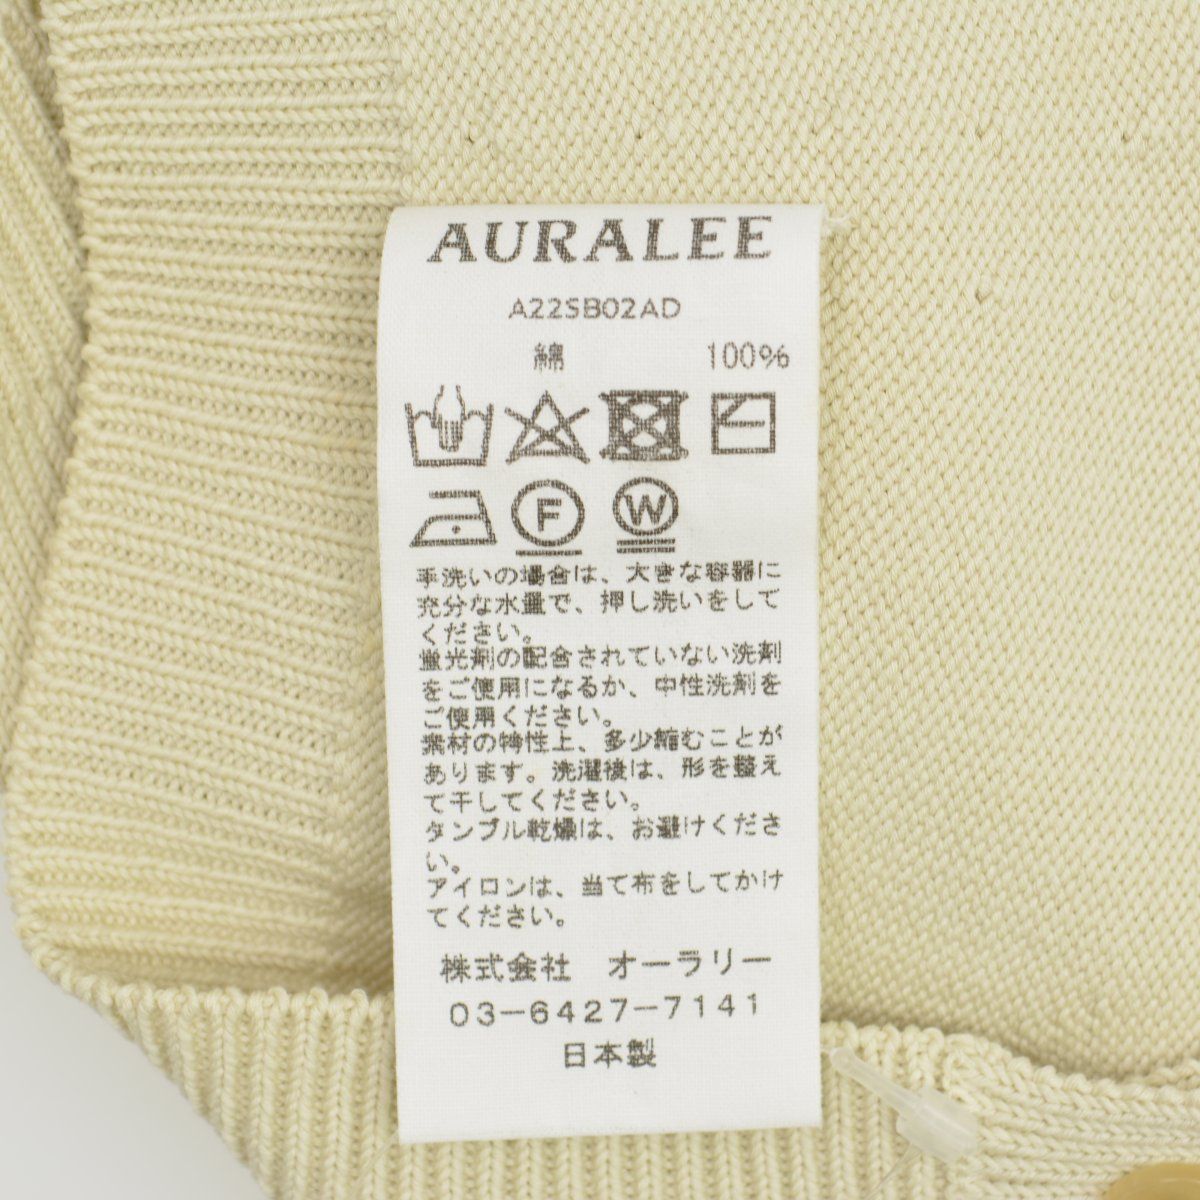 AURALEE
A22SB02AD
綿 100%
F W
手洗いの場合は、大きな容器に
充分な水量で、押し洗いをして
ください。
蛍光剤の配合されていない洗剤
をご使用になるか、中性洗剤を
ご使用ください。
素材の特性上、多少縮むことが
あります。洗濯後は、形を整え
て干してください。
タンブル乾燥は、お避けくださ
い。
アイロンは、当て布をしてかけ
てください。
株式会社 オーラリー
03-6427-7141
日本製